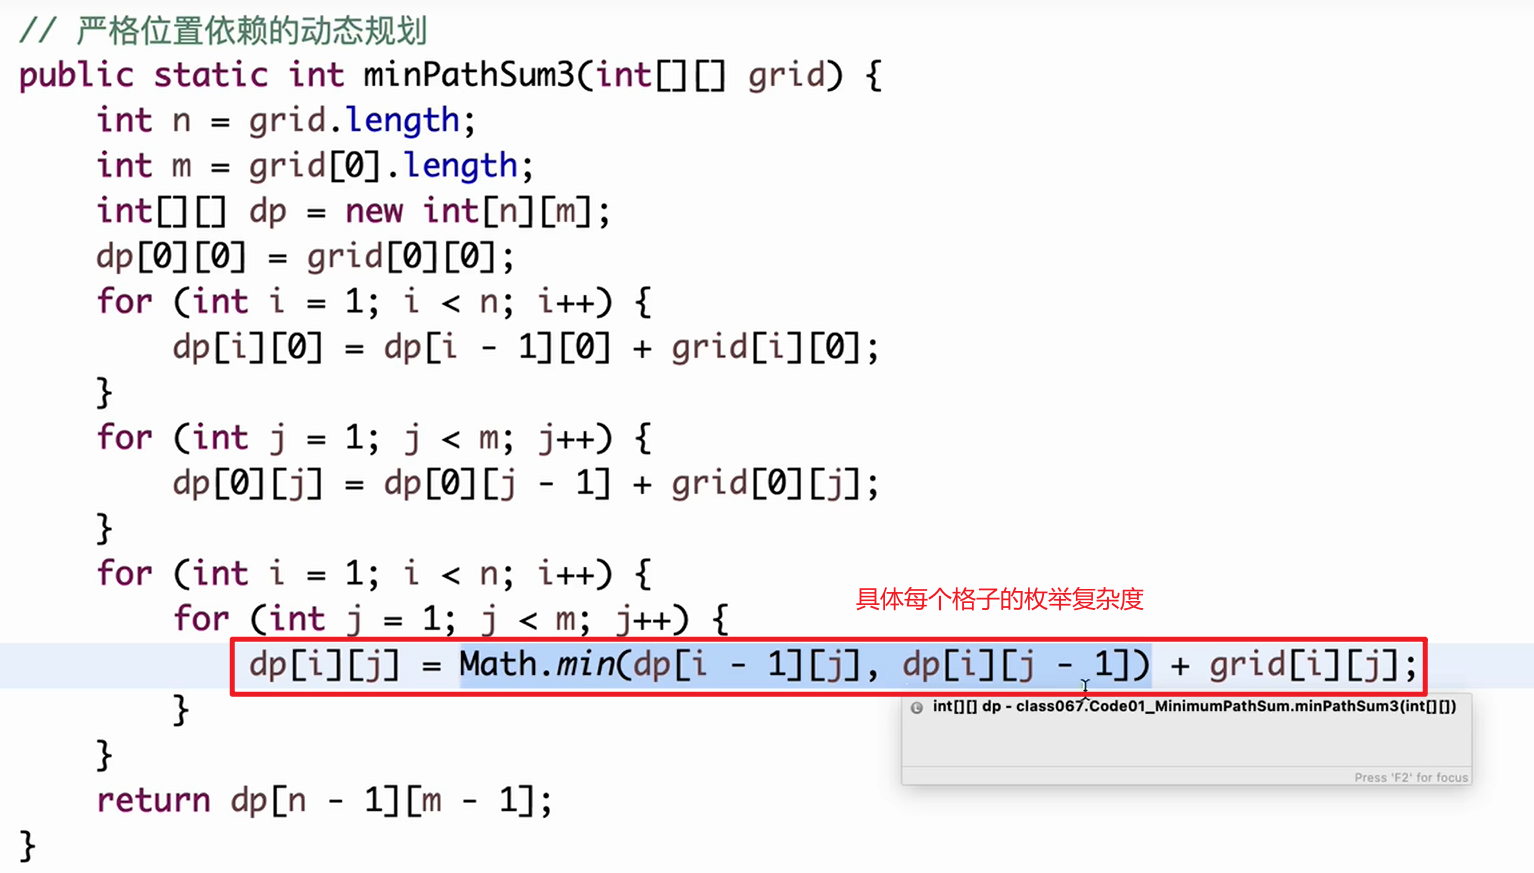 // 严格位置依赖的动态规划
public static int minPathSum3(int[][] grid) {
    int n = grid.length;
    int m = grid[0].length;
    int[][] dp = new int[n][m];
    dp[0][0] = grid[0][0];
    for (int i = 1; i < n; i++) {
        dp[i][0] = dp[i - 1][0] + grid[i][0];
    }
    for (int j = 1; j < m; j++) {
        dp[0][j] = dp[0][j - 1] + grid[0][j];
    }
    for (int i = 1; i < n; i++) {
具体每个格子的枚举复杂度
        for (int j = 1; j < m; j++) {
            dp[i][j] = Math.min(dp[i - 1][j], dp[i][j - 1]) + grid[i][j];
        }
int[][] dp - class067.Code01_MinimumPathSum.minPathSum3(int[][])
    }
Press 'F2' for focus
    return dp[n - 1][m - 1];
}